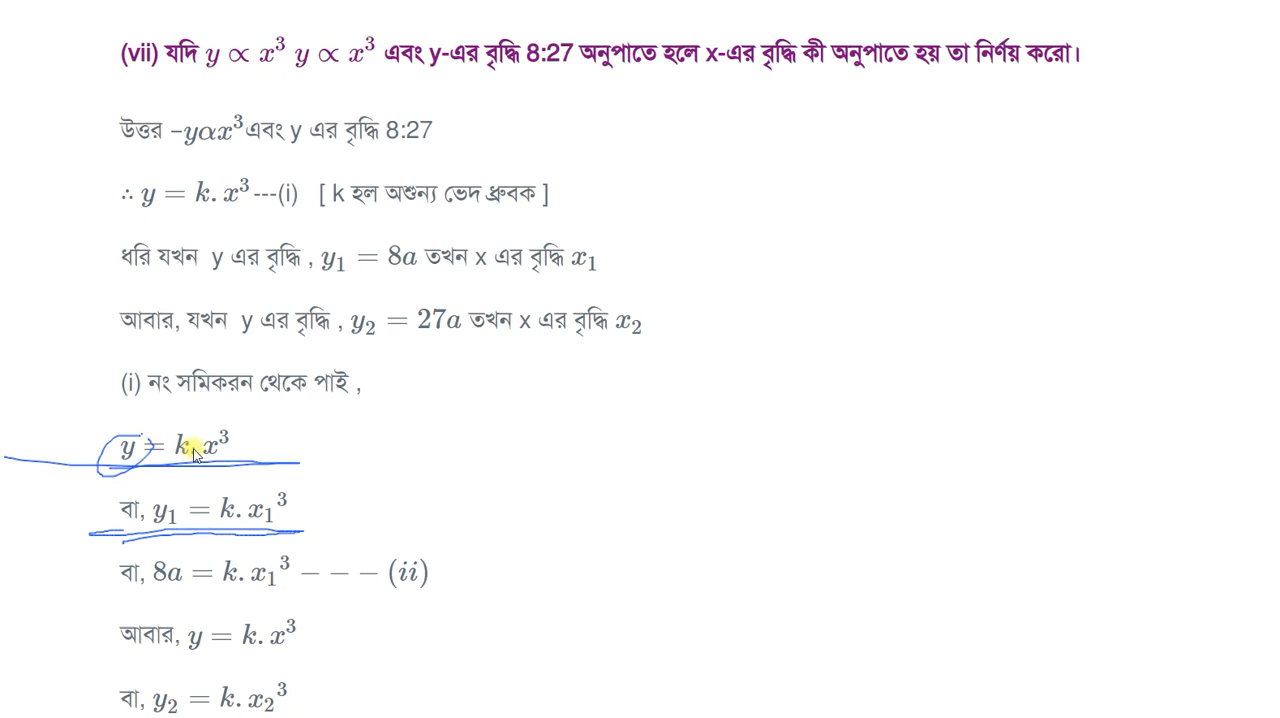 (vii) যদি y ∝ x³ y ∝ x³ এবং y-এর বৃদ্ধি 8:27 অনুপাতে হলে x-এর বৃদ্ধি কী অনুপাতে হয় তা নির্ণয় করো।
উত্তর –yαx³এবং y এর বৃদ্ধি 8:27
∴ y = k. x³---(i) [ k হল অশুন্য ভেদ ধ্রুবক ]
ধরি যখন y এর বৃদ্ধি , y₁ = 8a তখন x এর বৃদ্ধি x₁
আবার, যখন y এর বৃদ্ধি , y₂ = 27a তখন x এর বৃদ্ধি x₂
(i) নং সমিকরন থেকে পাই ,
y = k. x³
বা, y₁ = k. x₁³
বা, 8a = k. x₁³ − − − (ii)
আবার, y = k. x³
বা, y₂ = k. x₂³